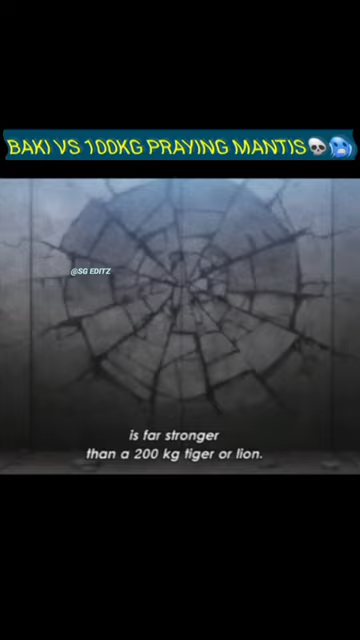 BAKI VS 100KG PRAYING MANTIS💀🥶
@SG EDITZ
is far stronger
than a 200 kg tiger or lion.